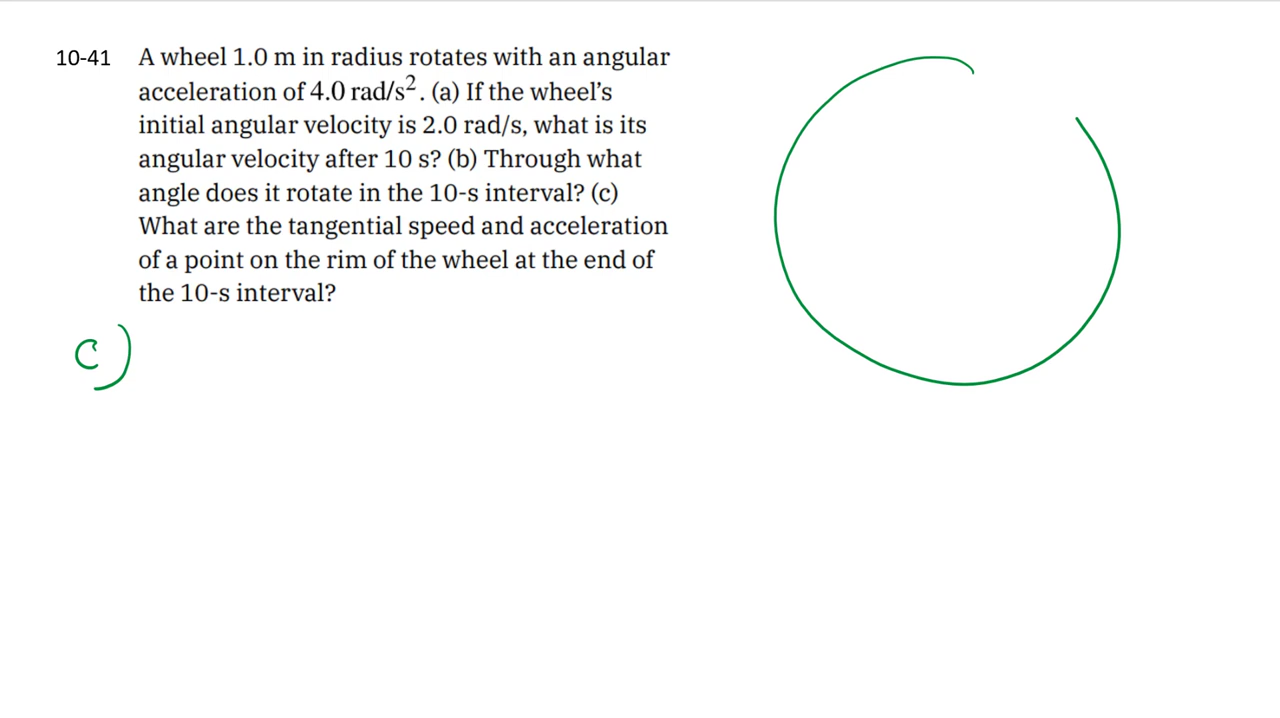 10-41 A wheel 1.0 m in radius rotates with an angular
acceleration of 4.0 rad/s². (a) If the wheel’s
initial angular velocity is 2.0 rad/s, what is its
angular velocity after 10 s? (b) Through what
angle does it rotate in the 10-s interval? (c)
What are the tangential speed and acceleration
of a point on the rim of the wheel at the end of
the 10-s interval?
c)